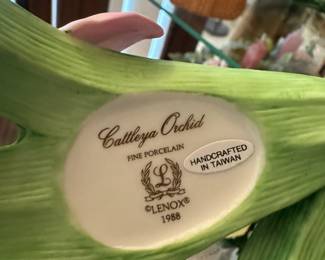 Cattleya Orchid
FINE PORCELAIN
HANDCRAFTED
IN TAIWAN
L
©LENOX®
1988